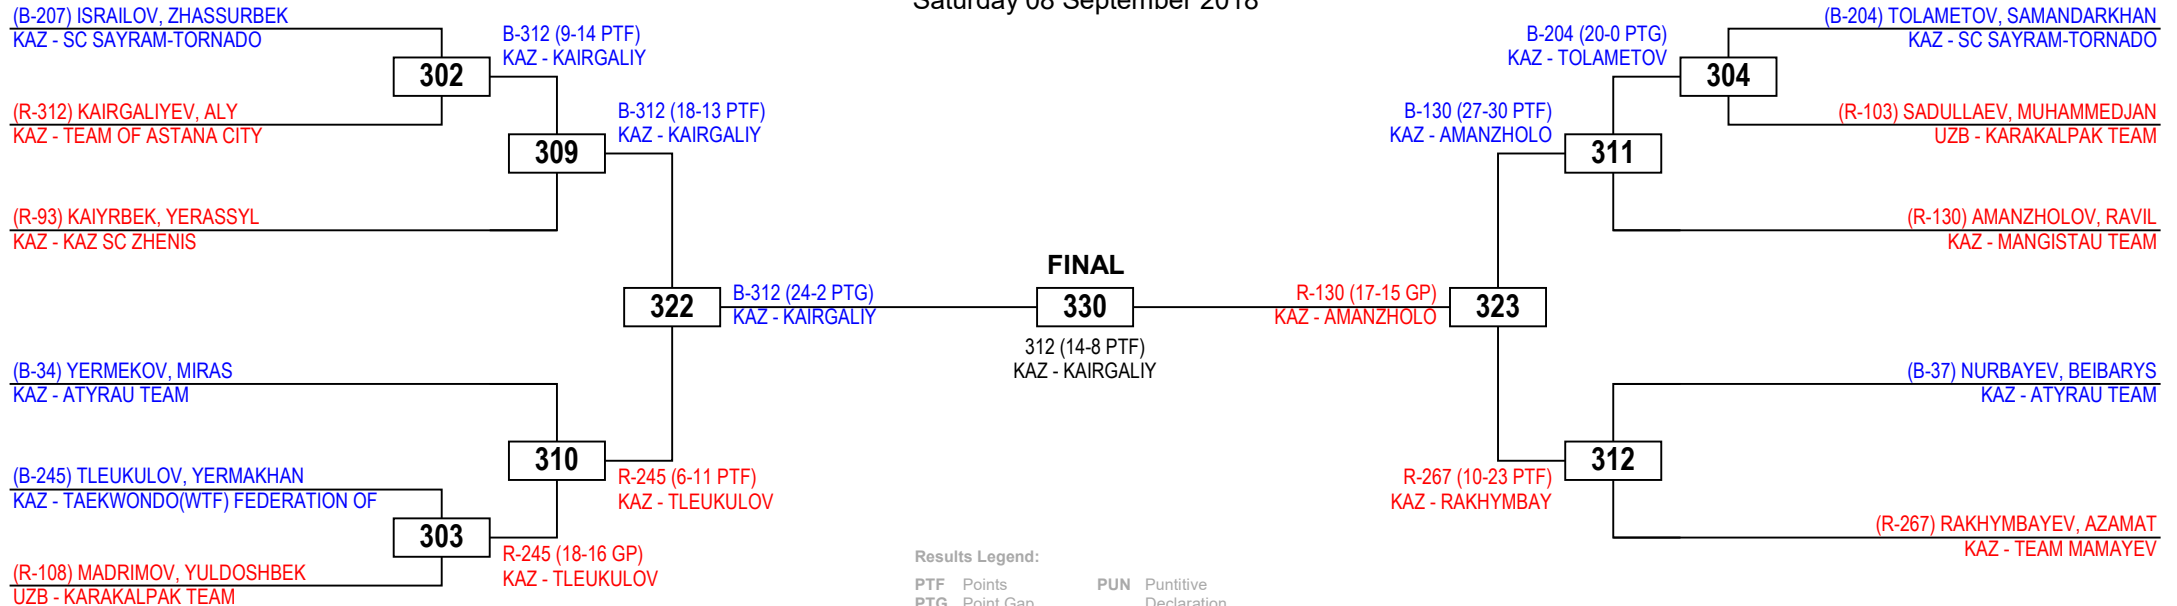 Saturday 08 September 2018
(B-207) ISRAILOV, ZHASSURBEK
KAZ - SC SAYRAM-TORNADO
302
B-312 (9-14 PTF)
KAZ - KAIRGALIY
(R-312) KAIRGALIYEV, ALY
KAZ - TEAM OF ASTANA CITY
309
B-312 (18-13 PTF)
KAZ - KAIRGALIY
(R-93) KAIYRBEK, YERASSYL
KAZ - KAZ SC ZHENIS
322
B-312 (24-2 PTG)
KAZ - KAIRGALIY
(B-34) YERMEKOV, MIRAS
KAZ - ATYRAU TEAM
310
R-245 (6-11 PTF)
KAZ - TLEUKULOV
(B-245) TLEUKULOV, YERMAKHAN
KAZ - TAEKWONDO(WTF) FEDERATION OF
303
R-245 (18-16 GP)
KAZ - TLEUKULOV
(R-108) MADRIMOV, YULDOSHBEK
UZB - KARAKALPAK TEAM
FINAL
330
312 (14-8 PTF)
KAZ - KAIRGALIY
(B-204) TOLAMETOV, SAMANDARKHAN
KAZ - SC SAYRAM-TORNADO
B-204 (20-0 PTG)
KAZ - TOLAMETOV
304
(R-103) SADULLAEV, MUHAMMEDJAN
UZB - KARAKALPAK TEAM
B-130 (27-30 PTF)
KAZ - AMANZHOLO
311
(R-130) AMANZHOLOV, RAVIL
KAZ - MANGISTAU TEAM
R-130 (17-15 GP)
KAZ - AMANZHOLO
323
(B-37) NURBAYEV, BEIBARYS
KAZ - ATYRAU TEAM
R-267 (10-23 PTF)
KAZ - RAKHYMBAY
312
(R-267) RAKHYMBAYEV, AZAMAT
KAZ - TEAM MAMAYEV
Results Legend:
PTF Points PUN Puntitive
PTG Point Gap Declaration